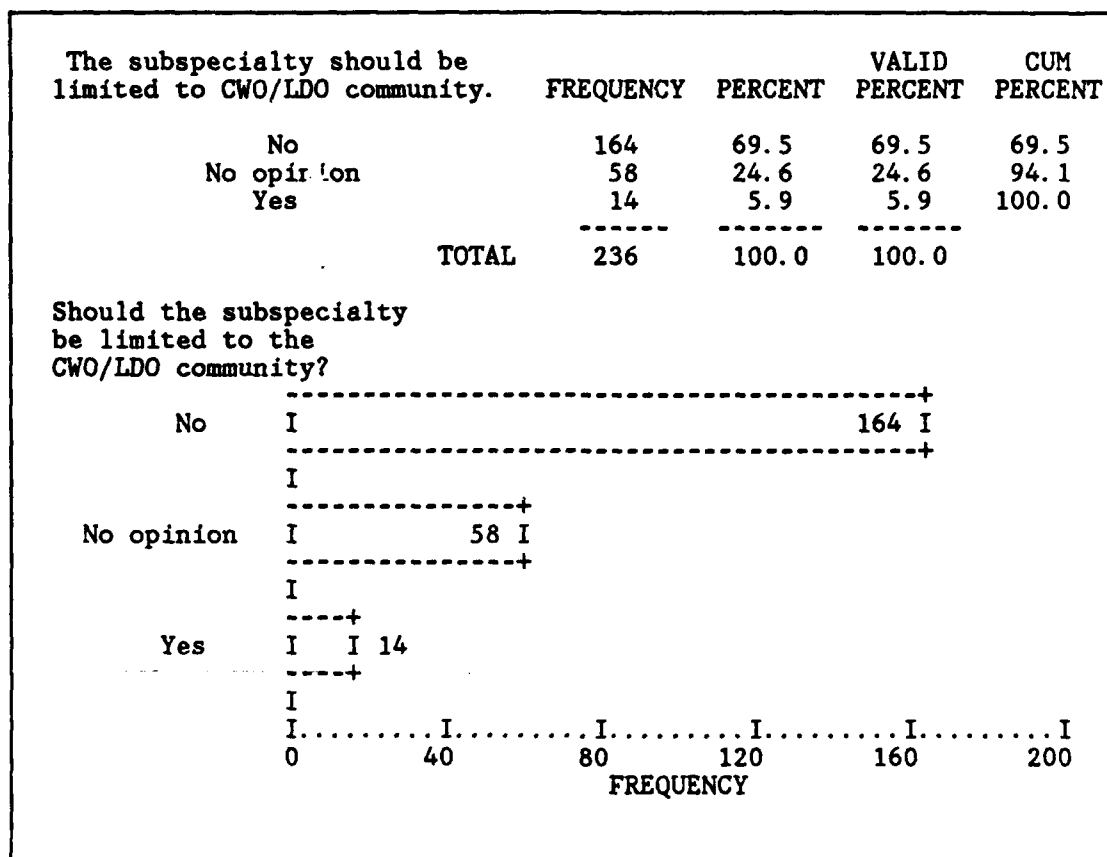 The subspecialty should be VALID CUM
limited to CWO/LDO community. FREQUENCY PERCENT PERCENT PERCENT
No 164 69.5 69.5 69.5
No opinion 58 24.6 24.6 94.1
Yes 14 5.9 5.9 100.0
------ ------- -------
TOTAL 236 100.0 100.0
Should the subspecialty
be limited to the
CWO/LDO community?
-----------------------------------------+
No I 164 I
-----------------------------------------+
I
---------------+
No opinion I 58 I
---------------+
I
----+
Yes I I 14
----+
I
I.........I.........I.........I.........I.........I
0 40 80 120 160 200
FREQUENCY